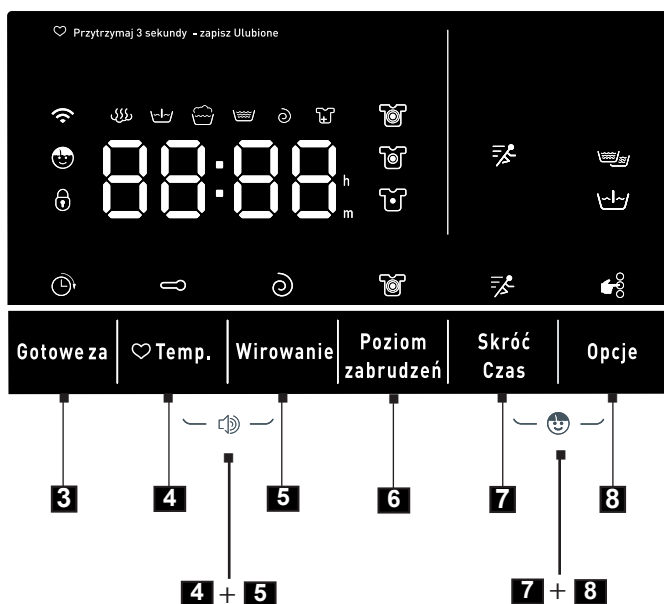 Przytrzymaj 3 sekundy - zapisz Ulubione
88:88
h
m
Gotowe za
Temp.
Wirowanie
Poziom
zabrudzeń
Skróć
Czas
Opcje
3
4
5
6
7
8
4 + 5
7 + 8